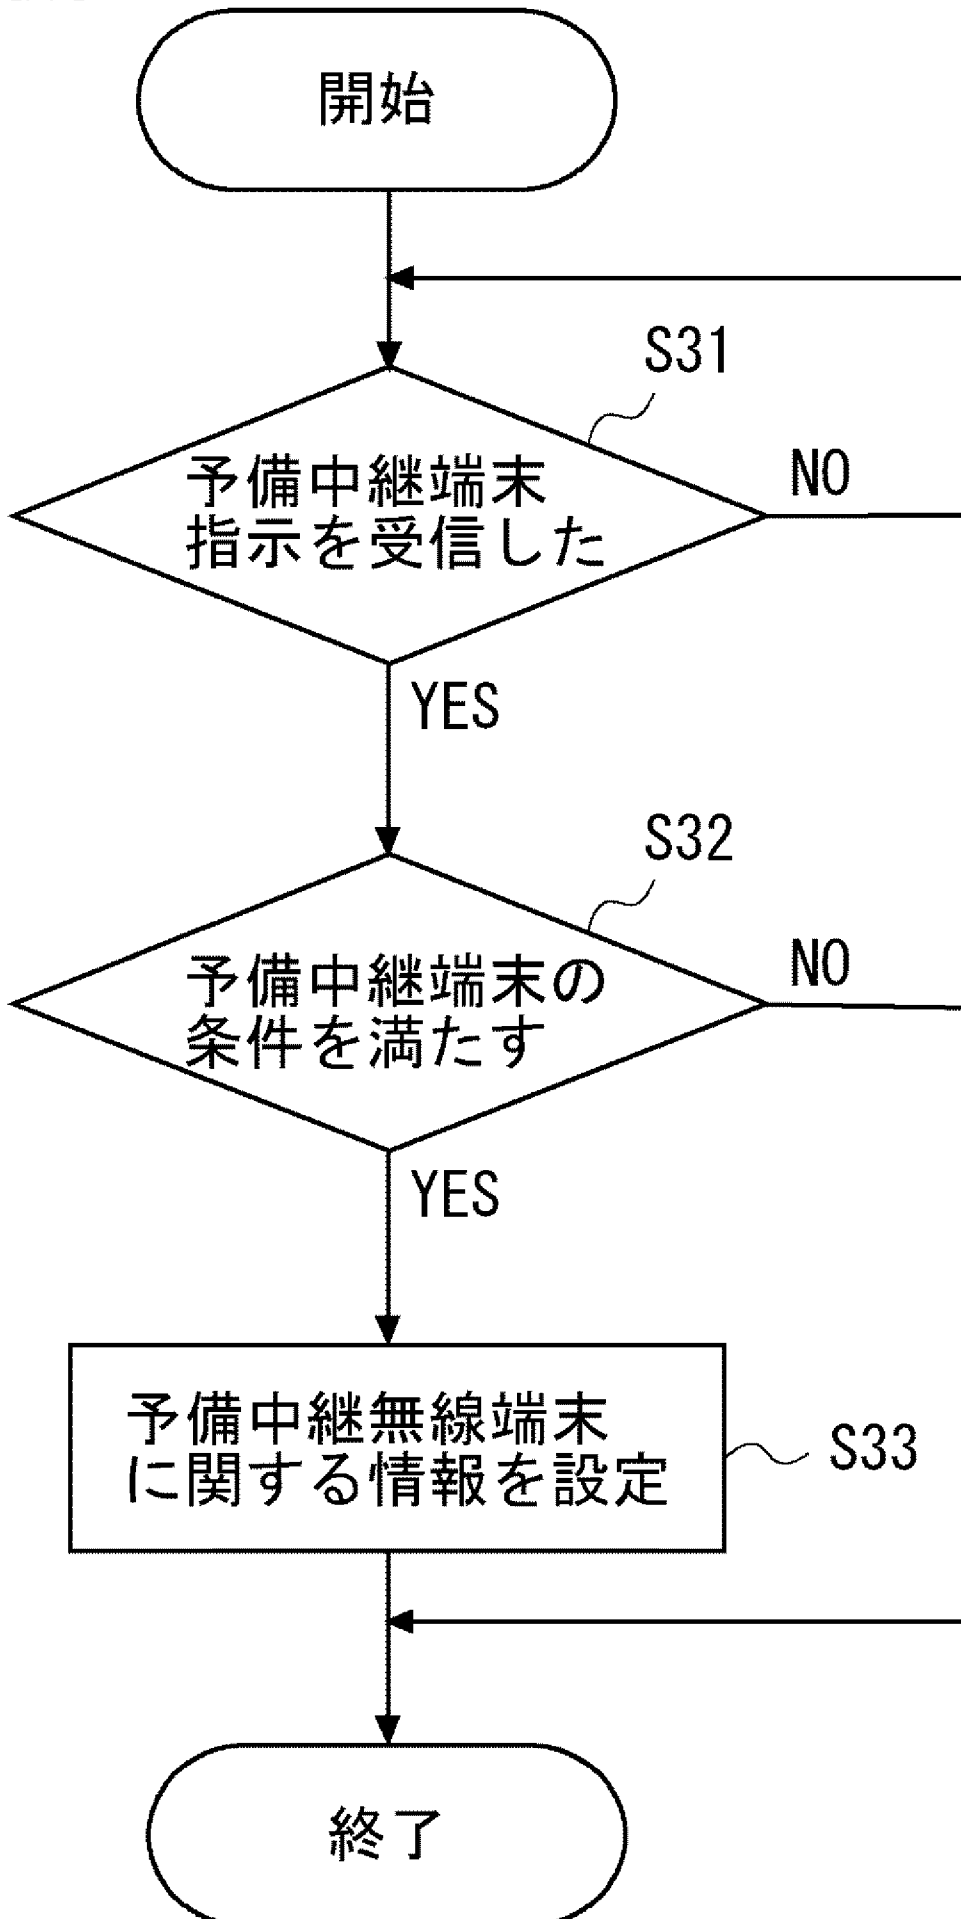 開始
S31
予備中継端末
指示を受信した
NO
YES
S32
予備中継端末の
条件を満たす
NO
YES
予備中継無線端末
に関する情報を設定
S33
終了